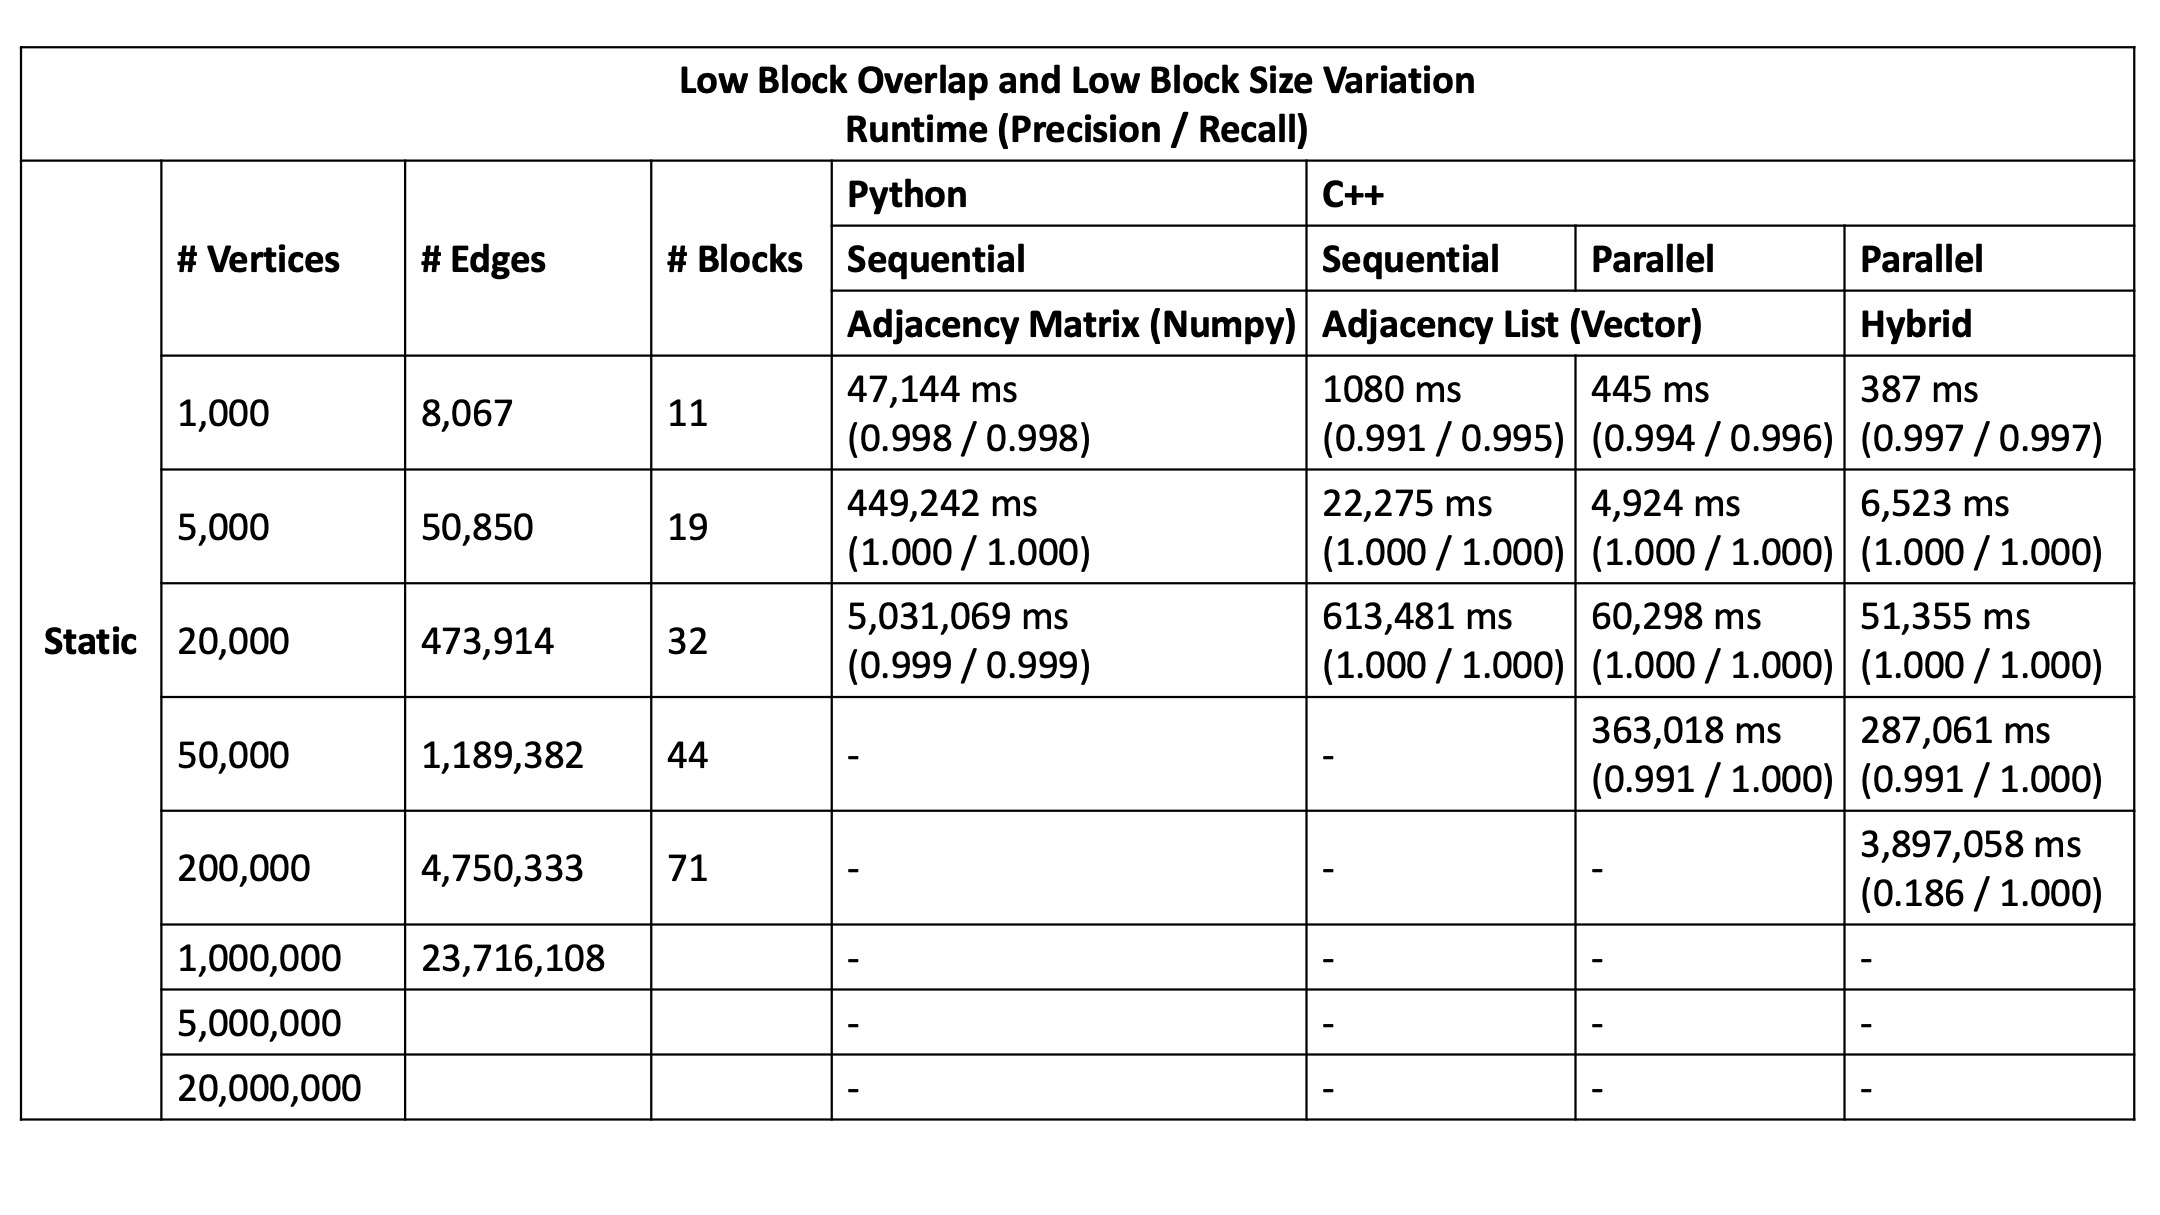 Low Block Overlap and Low Block Size Variation
Runtime (Precision / Recall)
Static
# Vertices
# Edges
# Blocks
Python
C++
Sequential
Sequential
Parallel
Parallel
Adjacency Matrix (Numpy)
Adjacency List (Vector)
Hybrid
1,000
8,067
11
47,144 ms
(0.998 / 0.998)
1080 ms
(0.991 / 0.995)
445 ms
(0.994 / 0.996)
387 ms
(0.997 / 0.997)
5,000
50,850
19
449,242 ms
(1.000 / 1.000)
22,275 ms
(1.000 / 1.000)
4,924 ms
(1.000 / 1.000)
6,523 ms
(1.000 / 1.000)
20,000
473,914
32
5,031,069 ms
(0.999 / 0.999)
613,481 ms
(1.000 / 1.000)
60,298 ms
(1.000 / 1.000)
51,355 ms
(1.000 / 1.000)
50,000
1,189,382
44
-
-
363,018 ms
(0.991 / 1.000)
287,061 ms
(0.991 / 1.000)
200,000
4,750,333
71
-
-
-
3,897,058 ms
(0.186 / 1.000)
1,000,000
23,716,108
-
-
-
-
5,000,000
-
-
-
-
20,000,000
-
-
-
-